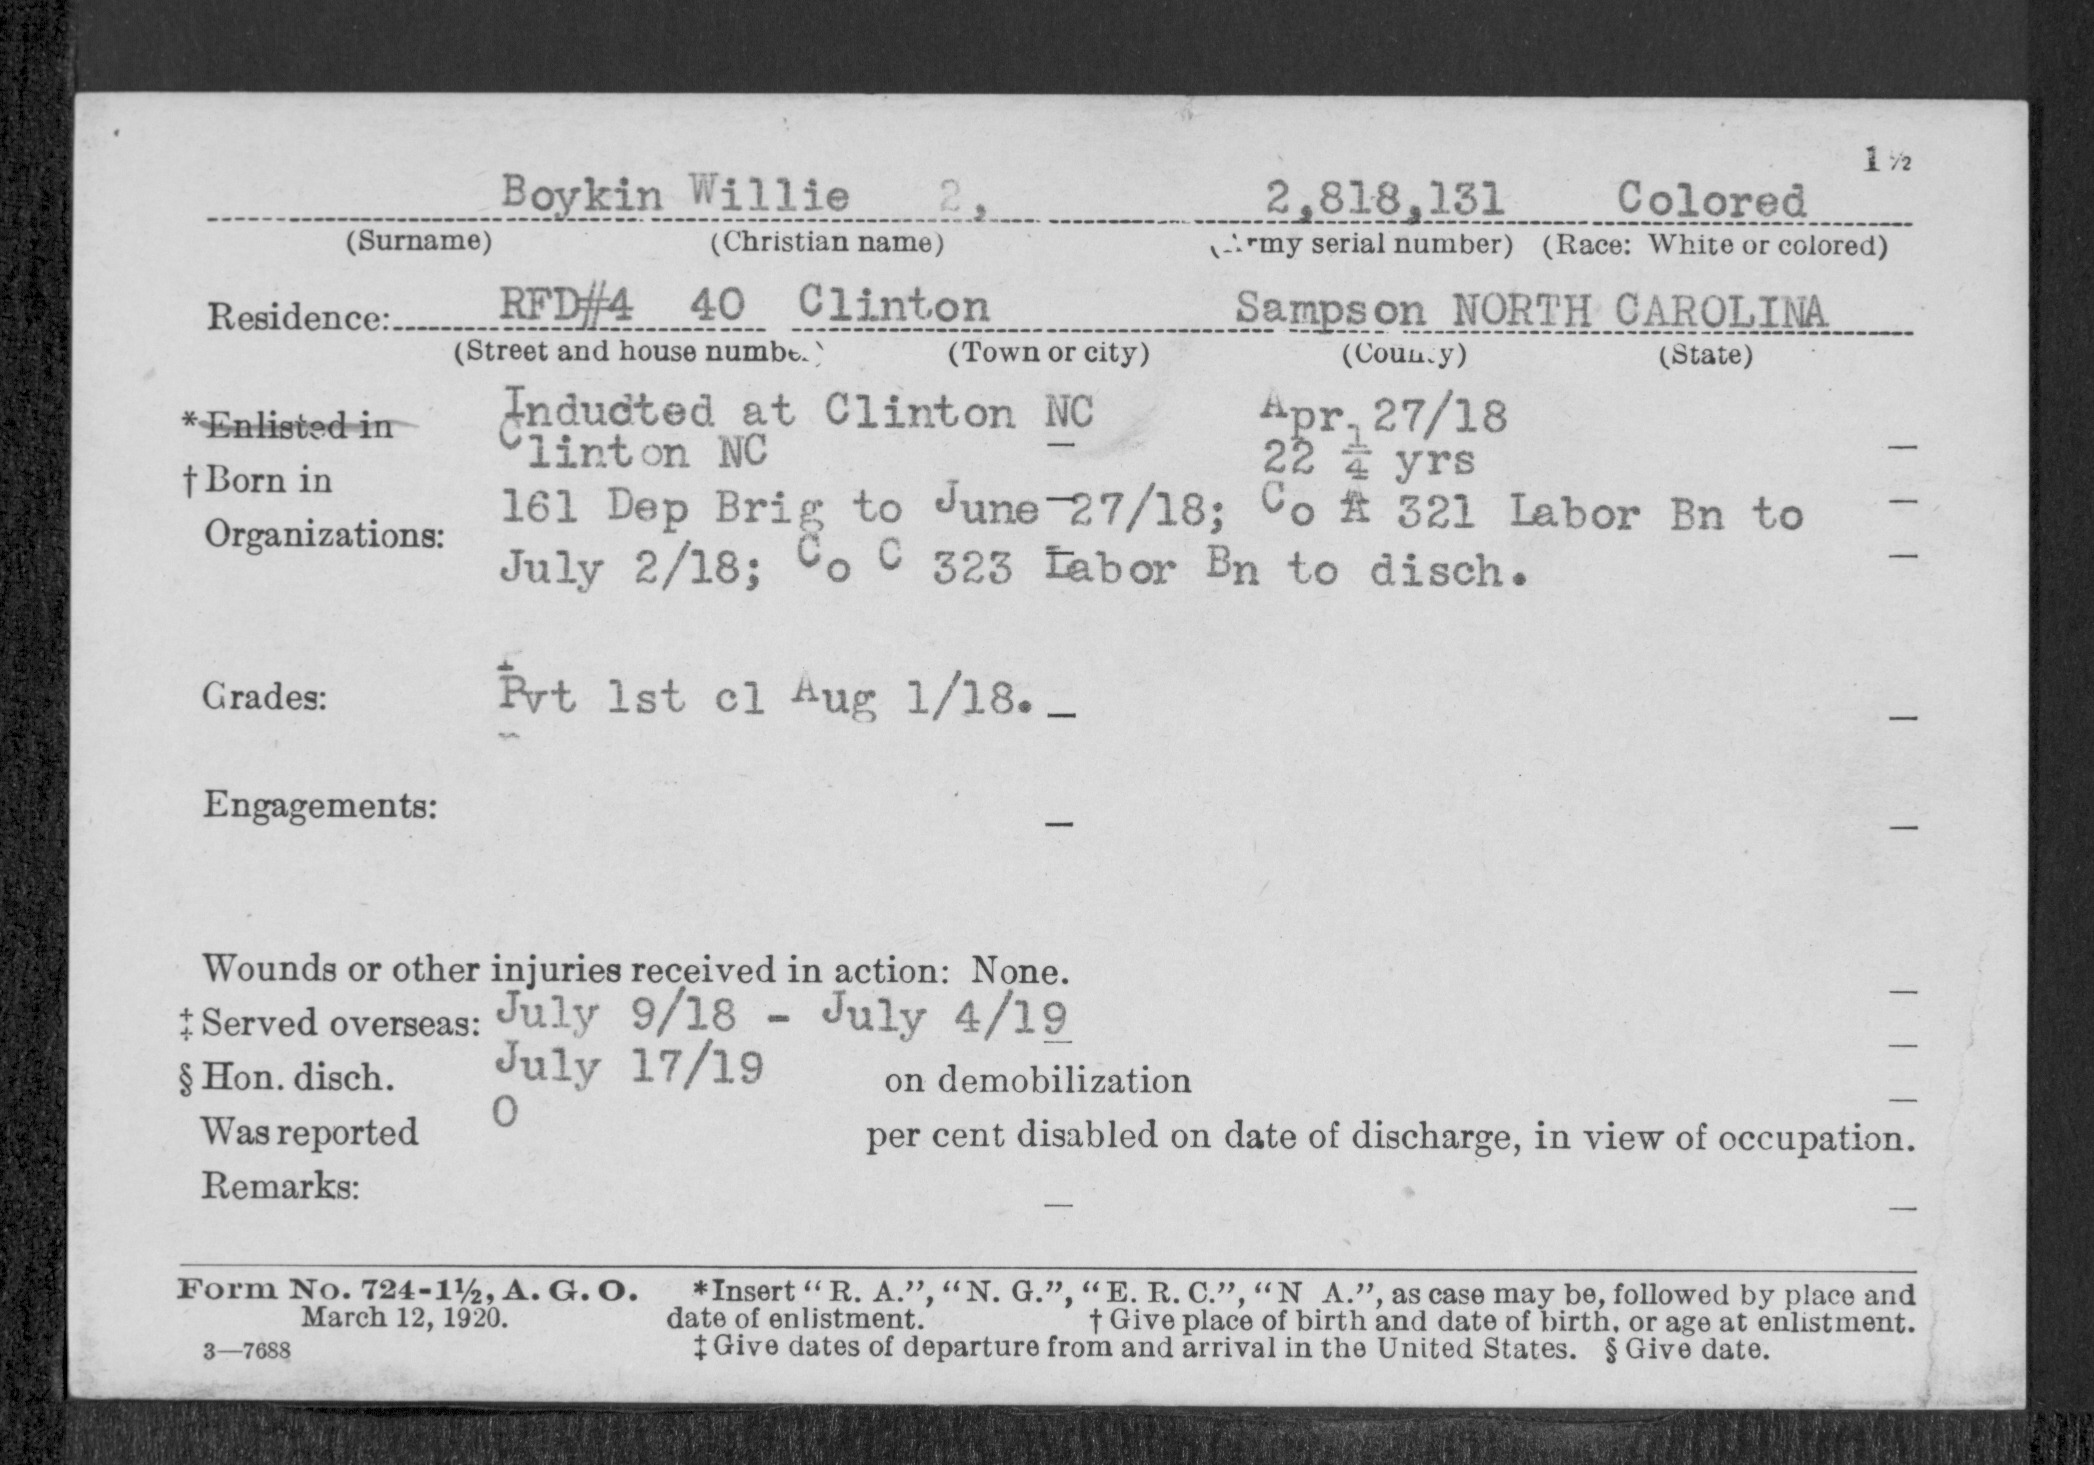 1½
Boykin Willie 2, 2,818,131 Colored
(Surname) (Christian name) (Army serial number) (Race: White or colored)
Residence: RFD#4 40 Clinton Sampson NORTH CAROLINA
(Street and house number) (Town or city) (County) (State)
*Enlisted in Inducted at Clinton NC Apr 27/18
† Born in Clinton NC 22 1/4 yrs
Organizations: 161 Dep Brig to June 27/18; Co A 321 Labor Bn to
July 2/18; Co C 323 Labor Bn to disch.
Grades: Pvt 1st cl Aug 1/18.
Engagements:
Wounds or other injuries received in action: None.
‡ Served overseas: July 9/18 - July 4/19
§ Hon. disch. July 17/19 on demobilization
Was reported 0 per cent disabled on date of discharge, in view of occupation.
Remarks:
Form No. 724-1½, A. G. O. *Insert "R. A.", "N. G.", "E. R. C.", "N A.", as case may be, followed by place and
March 12, 1920. date of enlistment. † Give place of birth and date of birth, or age at enlistment.
3—7688 ‡ Give dates of departure from and arrival in the United States. § Give date.